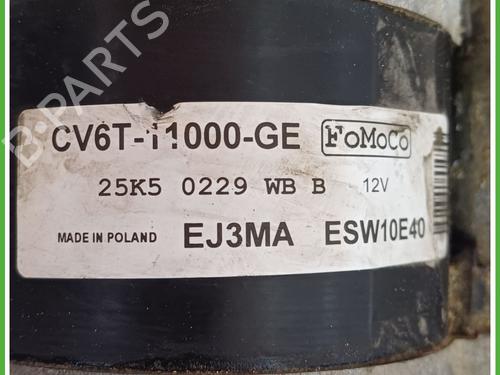 B-PARTS
CV6T-11000-GE FoMoCo
25K5 0229 WB B 12V
MADE IN POLAND EJ3MA ESW10E40